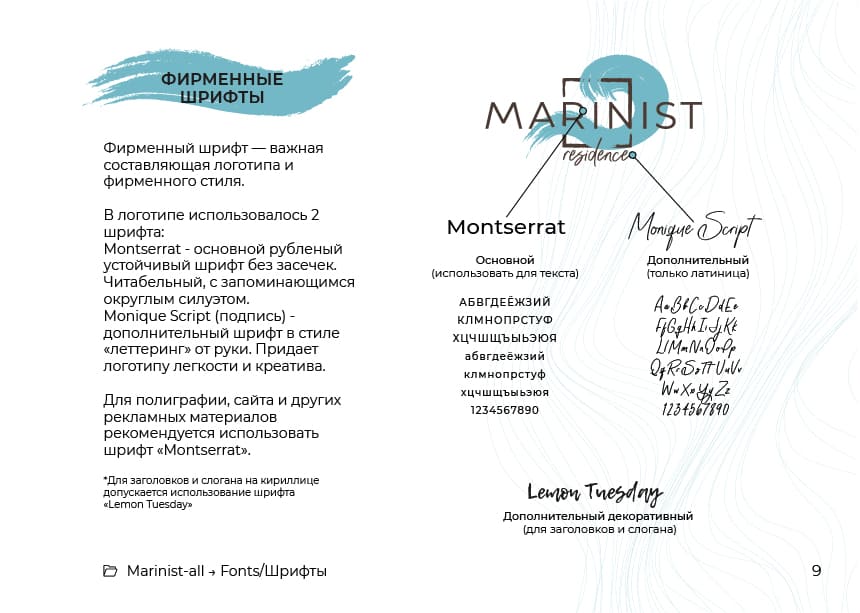 ФИРМЕННЫЕ
ШРИФТЫ
Фирменный шрифт — важная
составляющая логотипа и
фирменного стиля.
В логотипе использовалось 2
шрифта:
Montserrat - основной рубленый
устойчивый шрифт без засечек.
Читабельный, с запоминающимся
округлым силуэтом.
Monique Script (подпись) -
дополнительный шрифт в стиле
«леттеринг» от руки. Придает
логотипу легкости и креатива.
Для полиграфии, сайта и других
рекламных материалов
рекомендуется использовать
шрифт «Montserrat».
*Для заголовков и слогана на кириллице
допускается использование шрифта
«Lemon Tuesday»
Marinist-all → Fonts/Шрифты
MARINIST
residence
Montserrat
Основной
(использовать для текста)
АБВГДЕЁЖЗИЙ
КЛМНОПРСТУФ
ХЦЧШЩЪЫЬЭЮЯ
абвгдеёжзий
клмнопрстуф
хцчшщъыьэюя
1234567890
Monique Script
Дополнительный
(только латиница)
AaBbCcDdEe
FfGgHhIiJjKk
LlMmNnOoPp
QqRrSsTtUuVv
WwXxYyZz
1234567890
Lemon Tuesday
Дополнительный декоративный
(для заголовков и слогана)
9